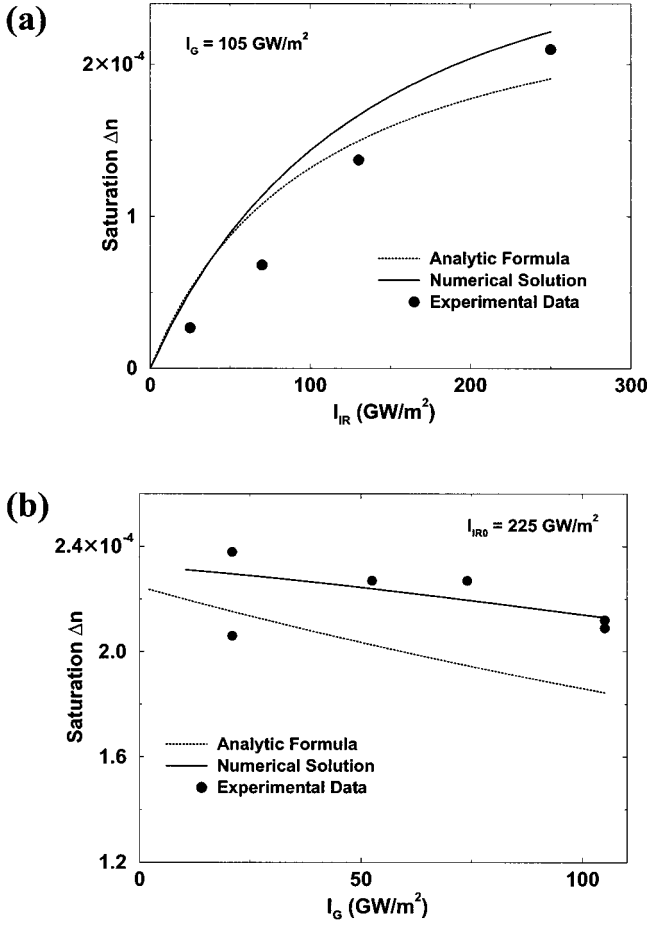 (a)
I_G = 105 GW/m²
2×10⁻⁴
1
0
Saturation Δn
Analytic Formula
Numerical Solution
Experimental Data
0 100 200 300
I_IR (GW/m²)
(b)
I_IR0 = 225 GW/m²
2.4×10⁻⁴
2.0
1.6
1.2
Saturation Δn
Analytic Formula
Numerical Solution
Experimental Data
0 50 100
I_G (GW/m²)